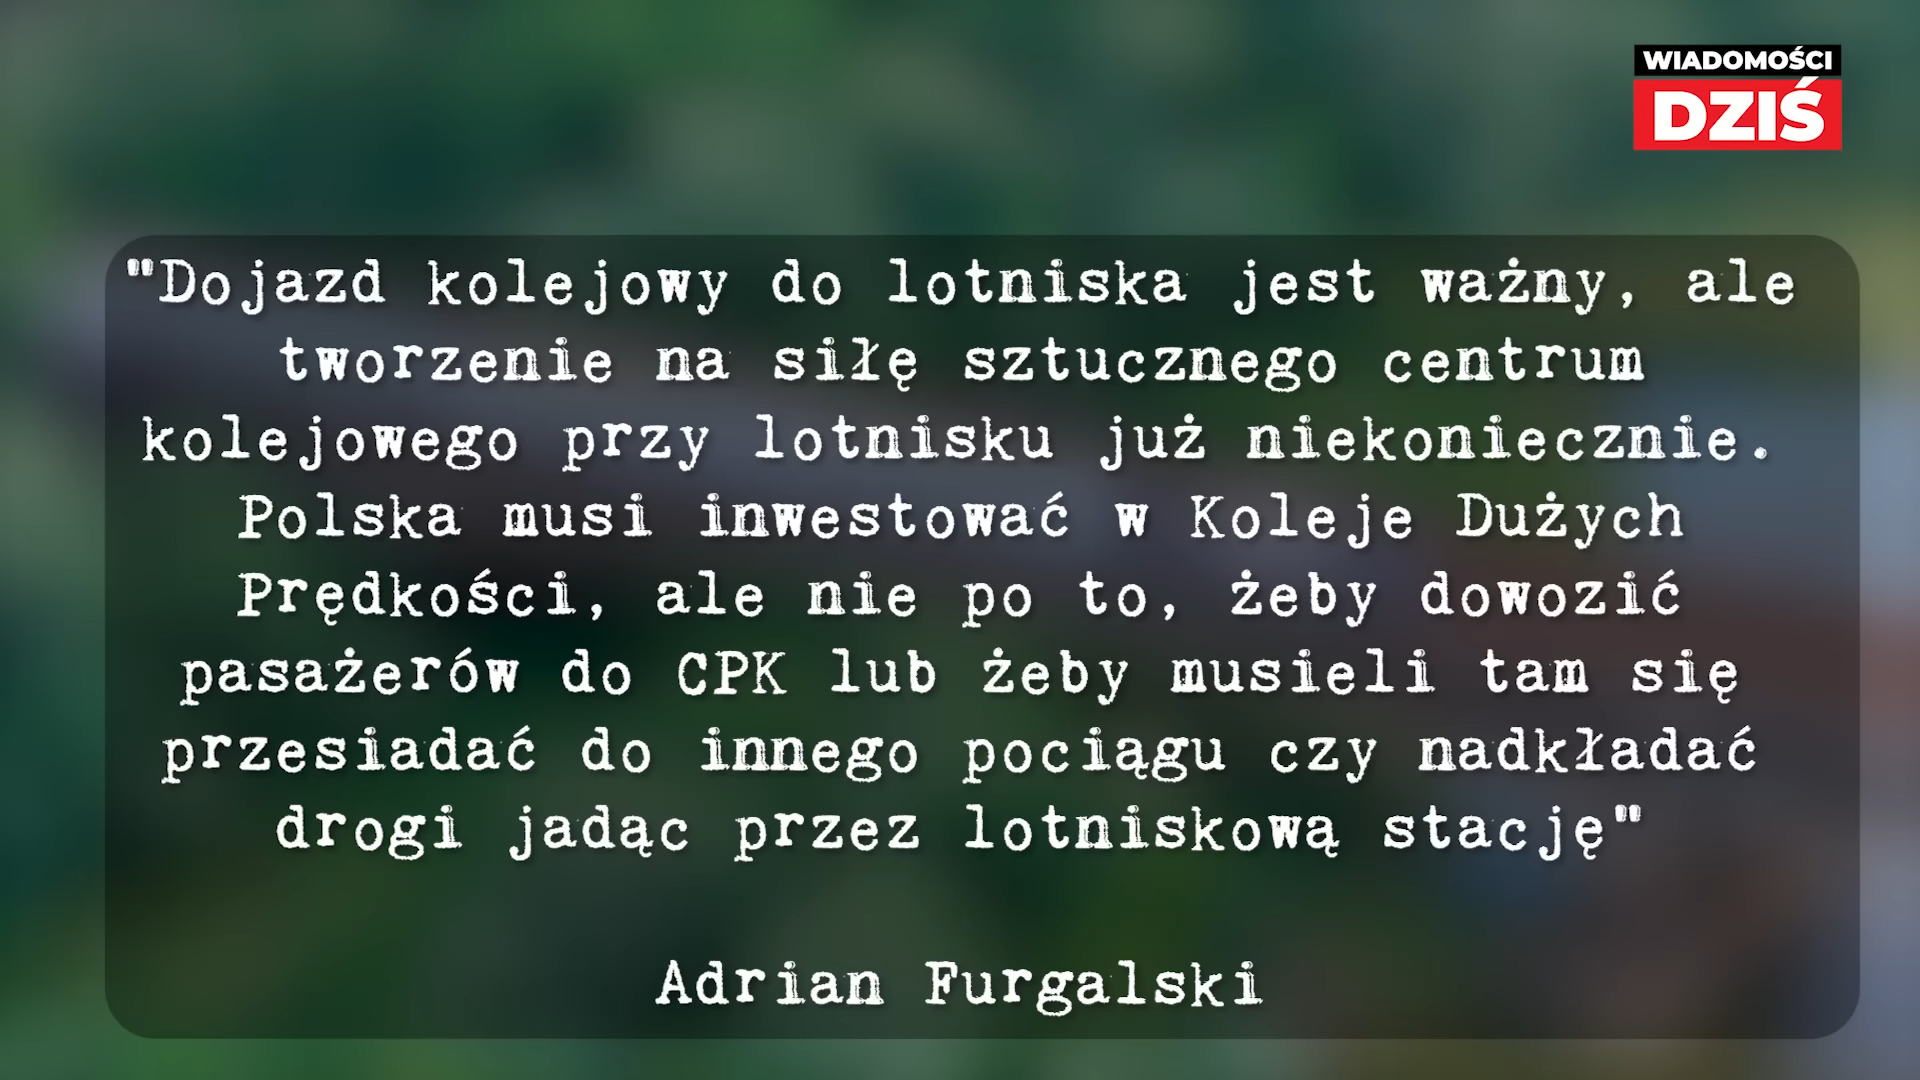 WIADOMOŚCI
DZIŚ
"Dojazd kolejowy do lotniska jest ważny, ale
tworzenie na siłę sztucznego centrum
kolejowego przy lotnisku już niekoniecznie.
Polska musi inwestować w Koleje Dużych
Prędkości, ale nie po to, żeby dowozić
pasażerów do CPK lub żeby musieli tam się
przesiadać do innego pociągu czy nadkładać
drogi jadąc przez lotniskową stację"
Adrian Furgalski